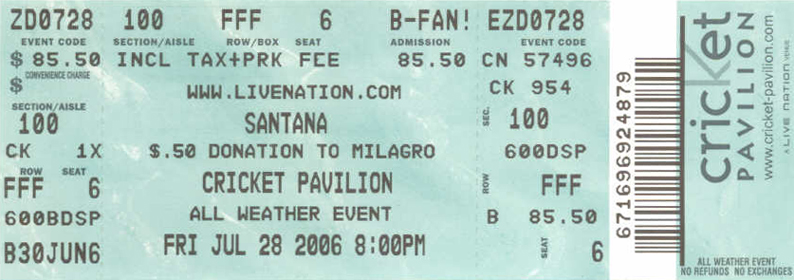 ZD0728 100 FFF 6 B-FAN! EZD0728
EVENT CODE SECTION/AISLE ROW/BOX SEAT ADMISSION EVENT CODE
$ 85.50 INCL TAX+PRK FEE 85.50 CN 57496
CONVENIENCE CHARGE
$ WWW.LIVENATION.COM CK 954
SECTION/AISLE
100 SANTANA SEC. 100
CK 1X $.50 DONATION TO MILAGRO 600DSP
ROW SEAT
FFF 6 CRICKET PAVILION ROW FFF
600BDSP ALL WEATHER EVENT B 85.50
B30JUN6 FRI JUL 28 2006 8:00PM SEAT 6
671696924879
cricket
PAVILION
www.cricket-pavilion.com
A LIVE NATION VENUE
ALL WEATHER EVENT
NO REFUNDS NO EXCHANGES